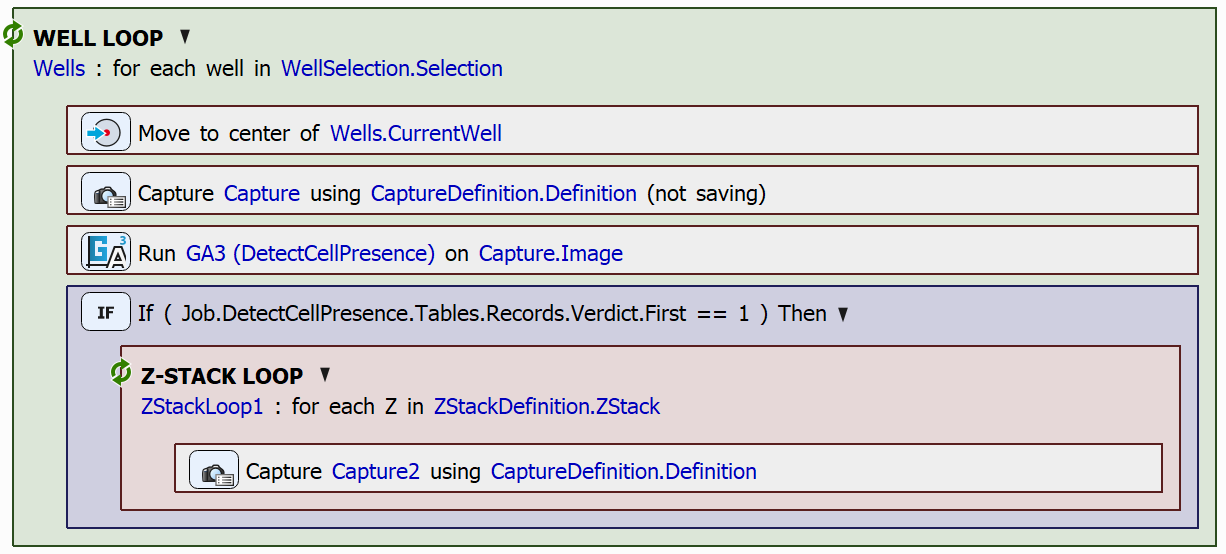 WELL LOOP ▼
Wells : for each well in WellSelection.Selection
Move to center of Wells.CurrentWell
Capture Capture using CaptureDefinition.Definition (not saving)
GA3 Run GA3 (DetectCellPresence) on Capture.Image
IF If ( Job.DetectCellPresence.Tables.Records.Verdict.First == 1 ) Then ▼
Z-STACK LOOP ▼
ZStackLoop1 : for each Z in ZStackDefinition.ZStack
Capture Capture2 using CaptureDefinition.Definition